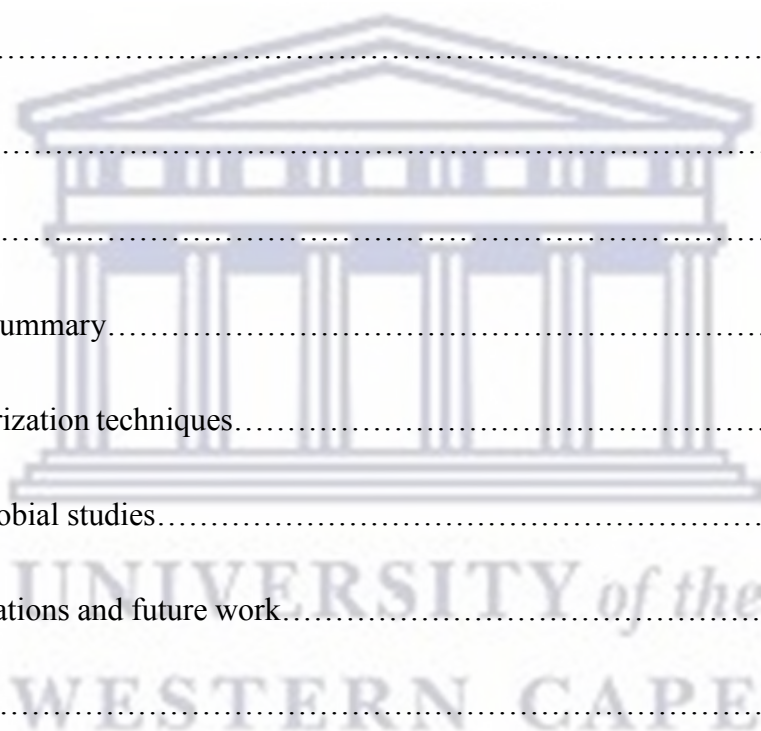 ................................................................
................................................................
................................................................
ummary................................................................
rization techniques................................................................
obial studies................................................................
UNIVERSITY of the
ations and future work................................................................
WESTERN CAPE
................................................................